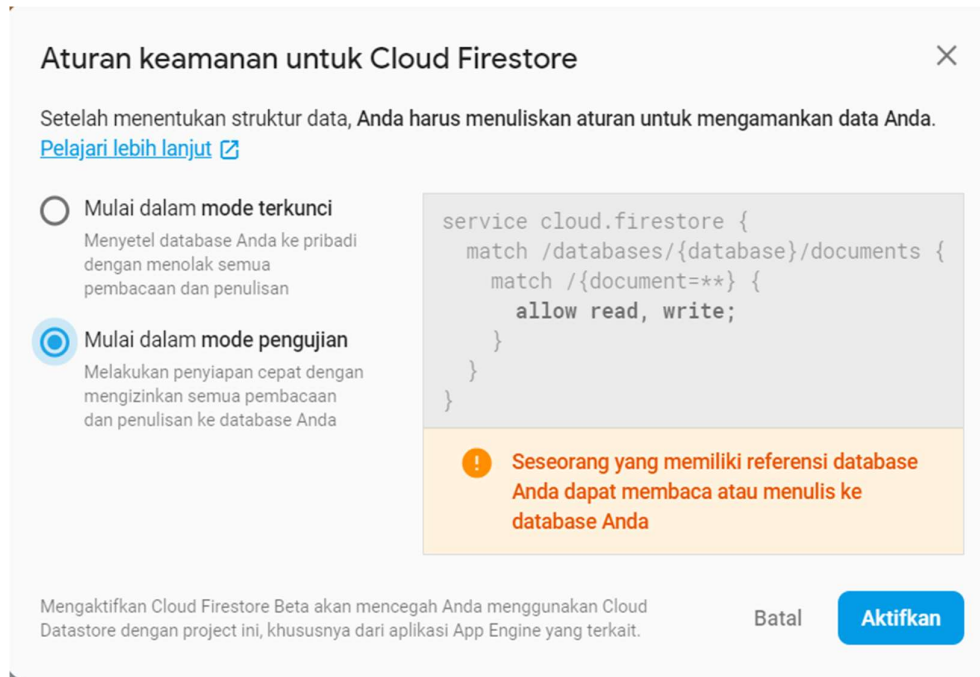 Aturan keamanan untuk Cloud Firestore
Setelah menentukan struktur data, Anda harus menuliskan aturan untuk mengamankan data Anda.
Pelajari lebih lanjut
Mulai dalam mode terkunci
Menyetel database Anda ke pribadi
dengan menolak semua
pembacaan dan penulisan
Mulai dalam mode pengujian
Melakukan penyiapan cepat dengan
mengizinkan semua pembacaan
dan penulisan ke database Anda
service cloud.firestore {
  match /databases/{database}/documents {
    match /{document=**} {
      allow read, write;
    }
  }
}
Seseorang yang memiliki referensi database
Anda dapat membaca atau menulis ke
database Anda
Mengaktifkan Cloud Firestore Beta akan mencegah Anda menggunakan Cloud
Datastore dengan project ini, khususnya dari aplikasi App Engine yang terkait.
Batal
Aktifkan